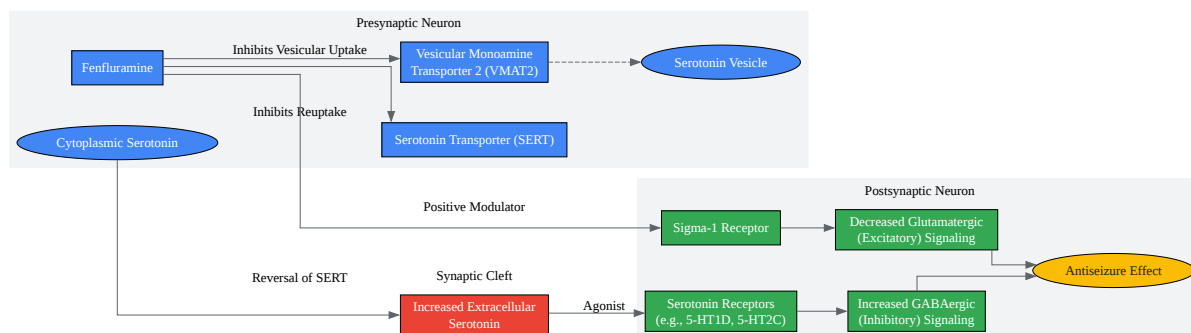 Presynaptic Neuron
Inhibits Vesicular Uptake
Fenfluramine
Vesicular Monoamine
Transporter 2 (VMAT2)
Serotonin Vesicle
Inhibits Reuptake
Cytoplasmic Serotonin
Serotonin Transporter (SERT)
Postsynaptic Neuron
Positive Modulator
Sigma-1 Receptor
Decreased Glutamatergic
(Excitatory) Signaling
Reversal of SERT
Synaptic Cleft
Antiseizure Effect
Increased Extracellular
Serotonin
Agonist
Serotonin Receptors
(e.g., 5-HT1D, 5-HT2C)
Increased GABAergic
(Inhibitory) Signaling